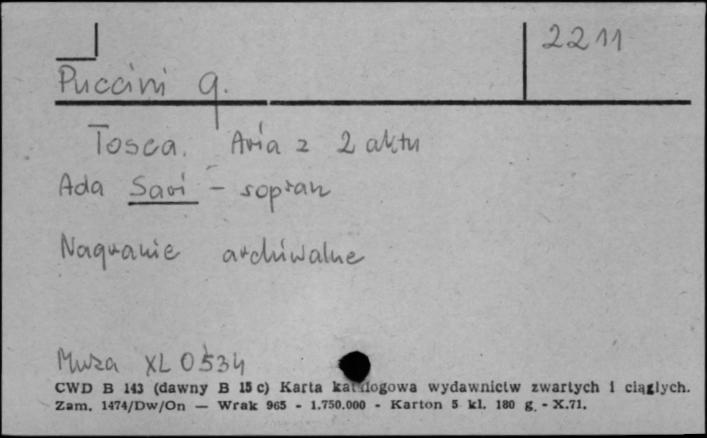 2211
Puccini G.
Tosca. Aria z 2 aktu
Ada Sari - sopran
Nagranie archiwalne
Muza XL 0534
CWD B 143 (dawny B 15 c) Karta katalogowa wydawnictw zwartych i ciągłych.
Zam. 1474/Dw/On — Wrak 965 - 1.750.000 - Karton 5 kl. 180 g. - X.71.